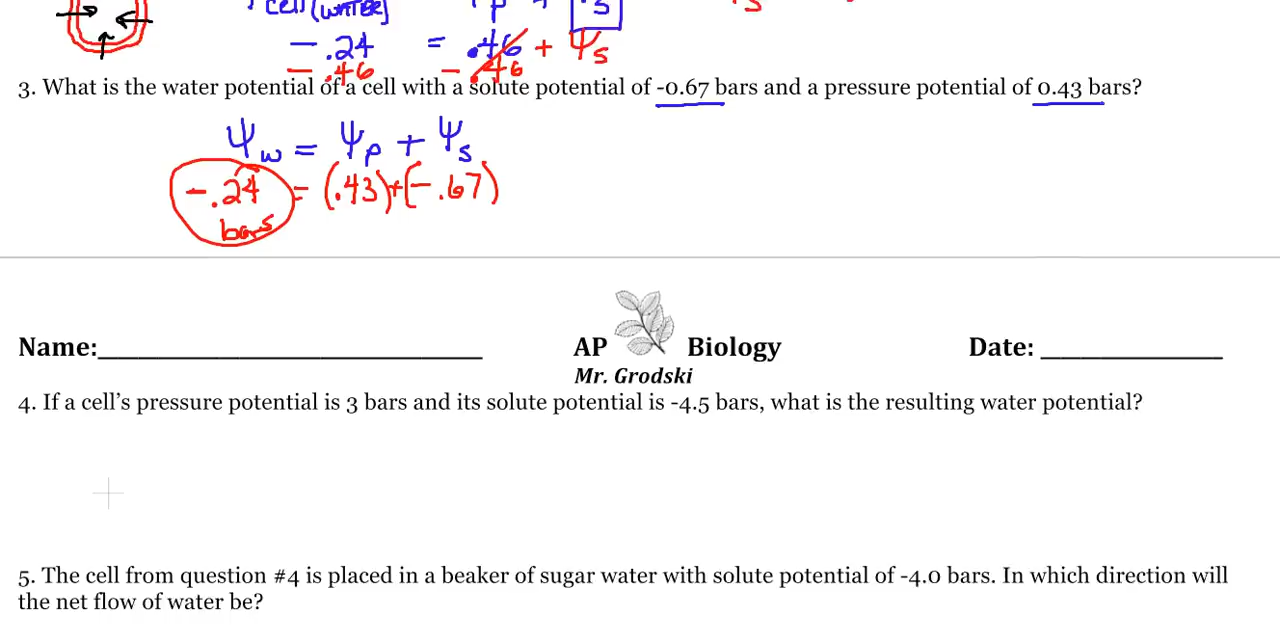 cell (WATER)
-.24 = .46 + Ψs
-.46 -.46
3. What is the water potential of a cell with a solute potential of -0.67 bars and a pressure potential of 0.43 bars?
Ψw = Ψp + Ψs
-.24 = (.43)+(-.67)
bars
Name: AP Biology Date:
Mr. Grodski
4. If a cell's pressure potential is 3 bars and its solute potential is -4.5 bars, what is the resulting water potential?
5. The cell from question #4 is placed in a beaker of sugar water with solute potential of -4.0 bars. In which direction will
the net flow of water be?